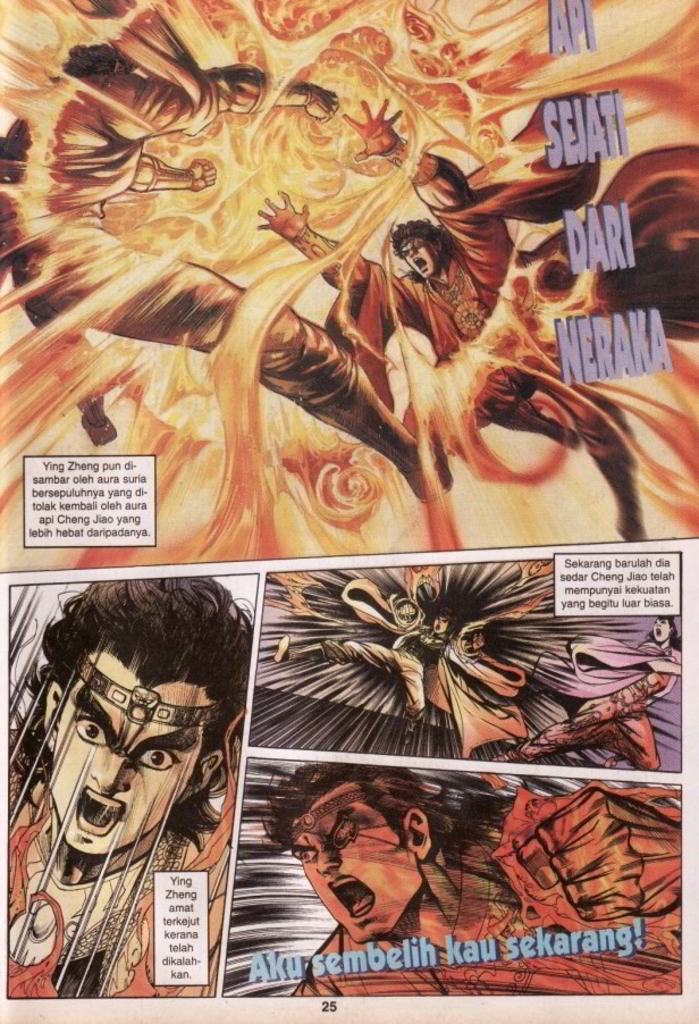 API
SEJATI
DARI
NERAKA
Ying Zheng pun di-
sambar oleh aura suria
bersepuluhnya yang di-
tolak kembali oleh aura
api Cheng Jiao yang
lebih hebat daripadanya.
Sekarang barulah dia
sedar Cheng Jiao telah
mempunyai kekuatan
yang begitu luar biasa.
Ying
Zheng
amat
terkejut
kerana
telah
dikalah-
kan.
Aku sembelih kau sekarang!
25